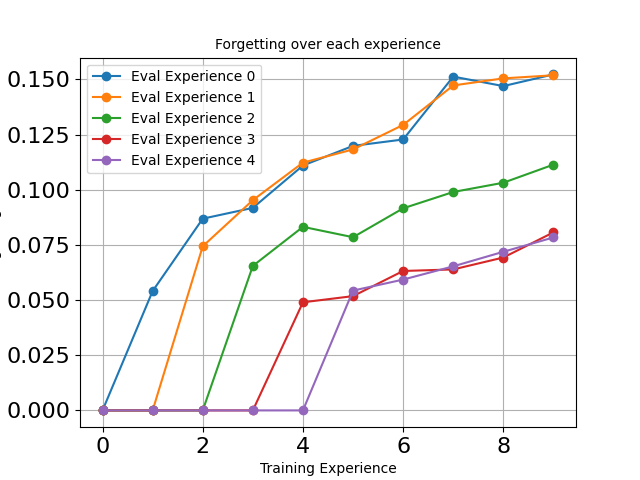 Forgetting over each experience
0.150
0.125
0.100
0.075
0.050
0.025
0.000
Eval Experience 0
Eval Experience 1
Eval Experience 2
Eval Experience 3
Eval Experience 4
0 2 4 6 8
Training Experience